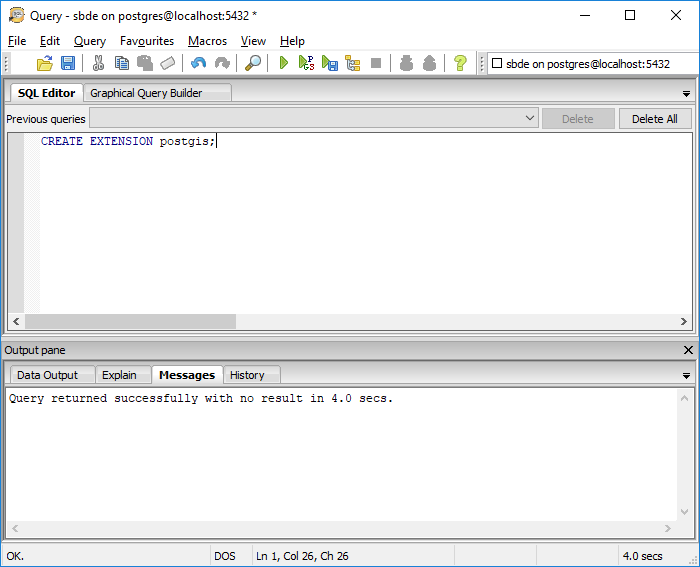 Query - sbde on postgres@localhost:5432 *
File Edit Query Favourites Macros View Help
sbde on postgres@localhost:5432
SQL Editor Graphical Query Builder
Previous queries Delete Delete All
CREATE EXTENSION postgis;
Output pane
Data Output Explain Messages History
Query returned successfully with no result in 4.0 secs.
OK. DOS Ln 1, Col 26, Ch 26 4.0 secs